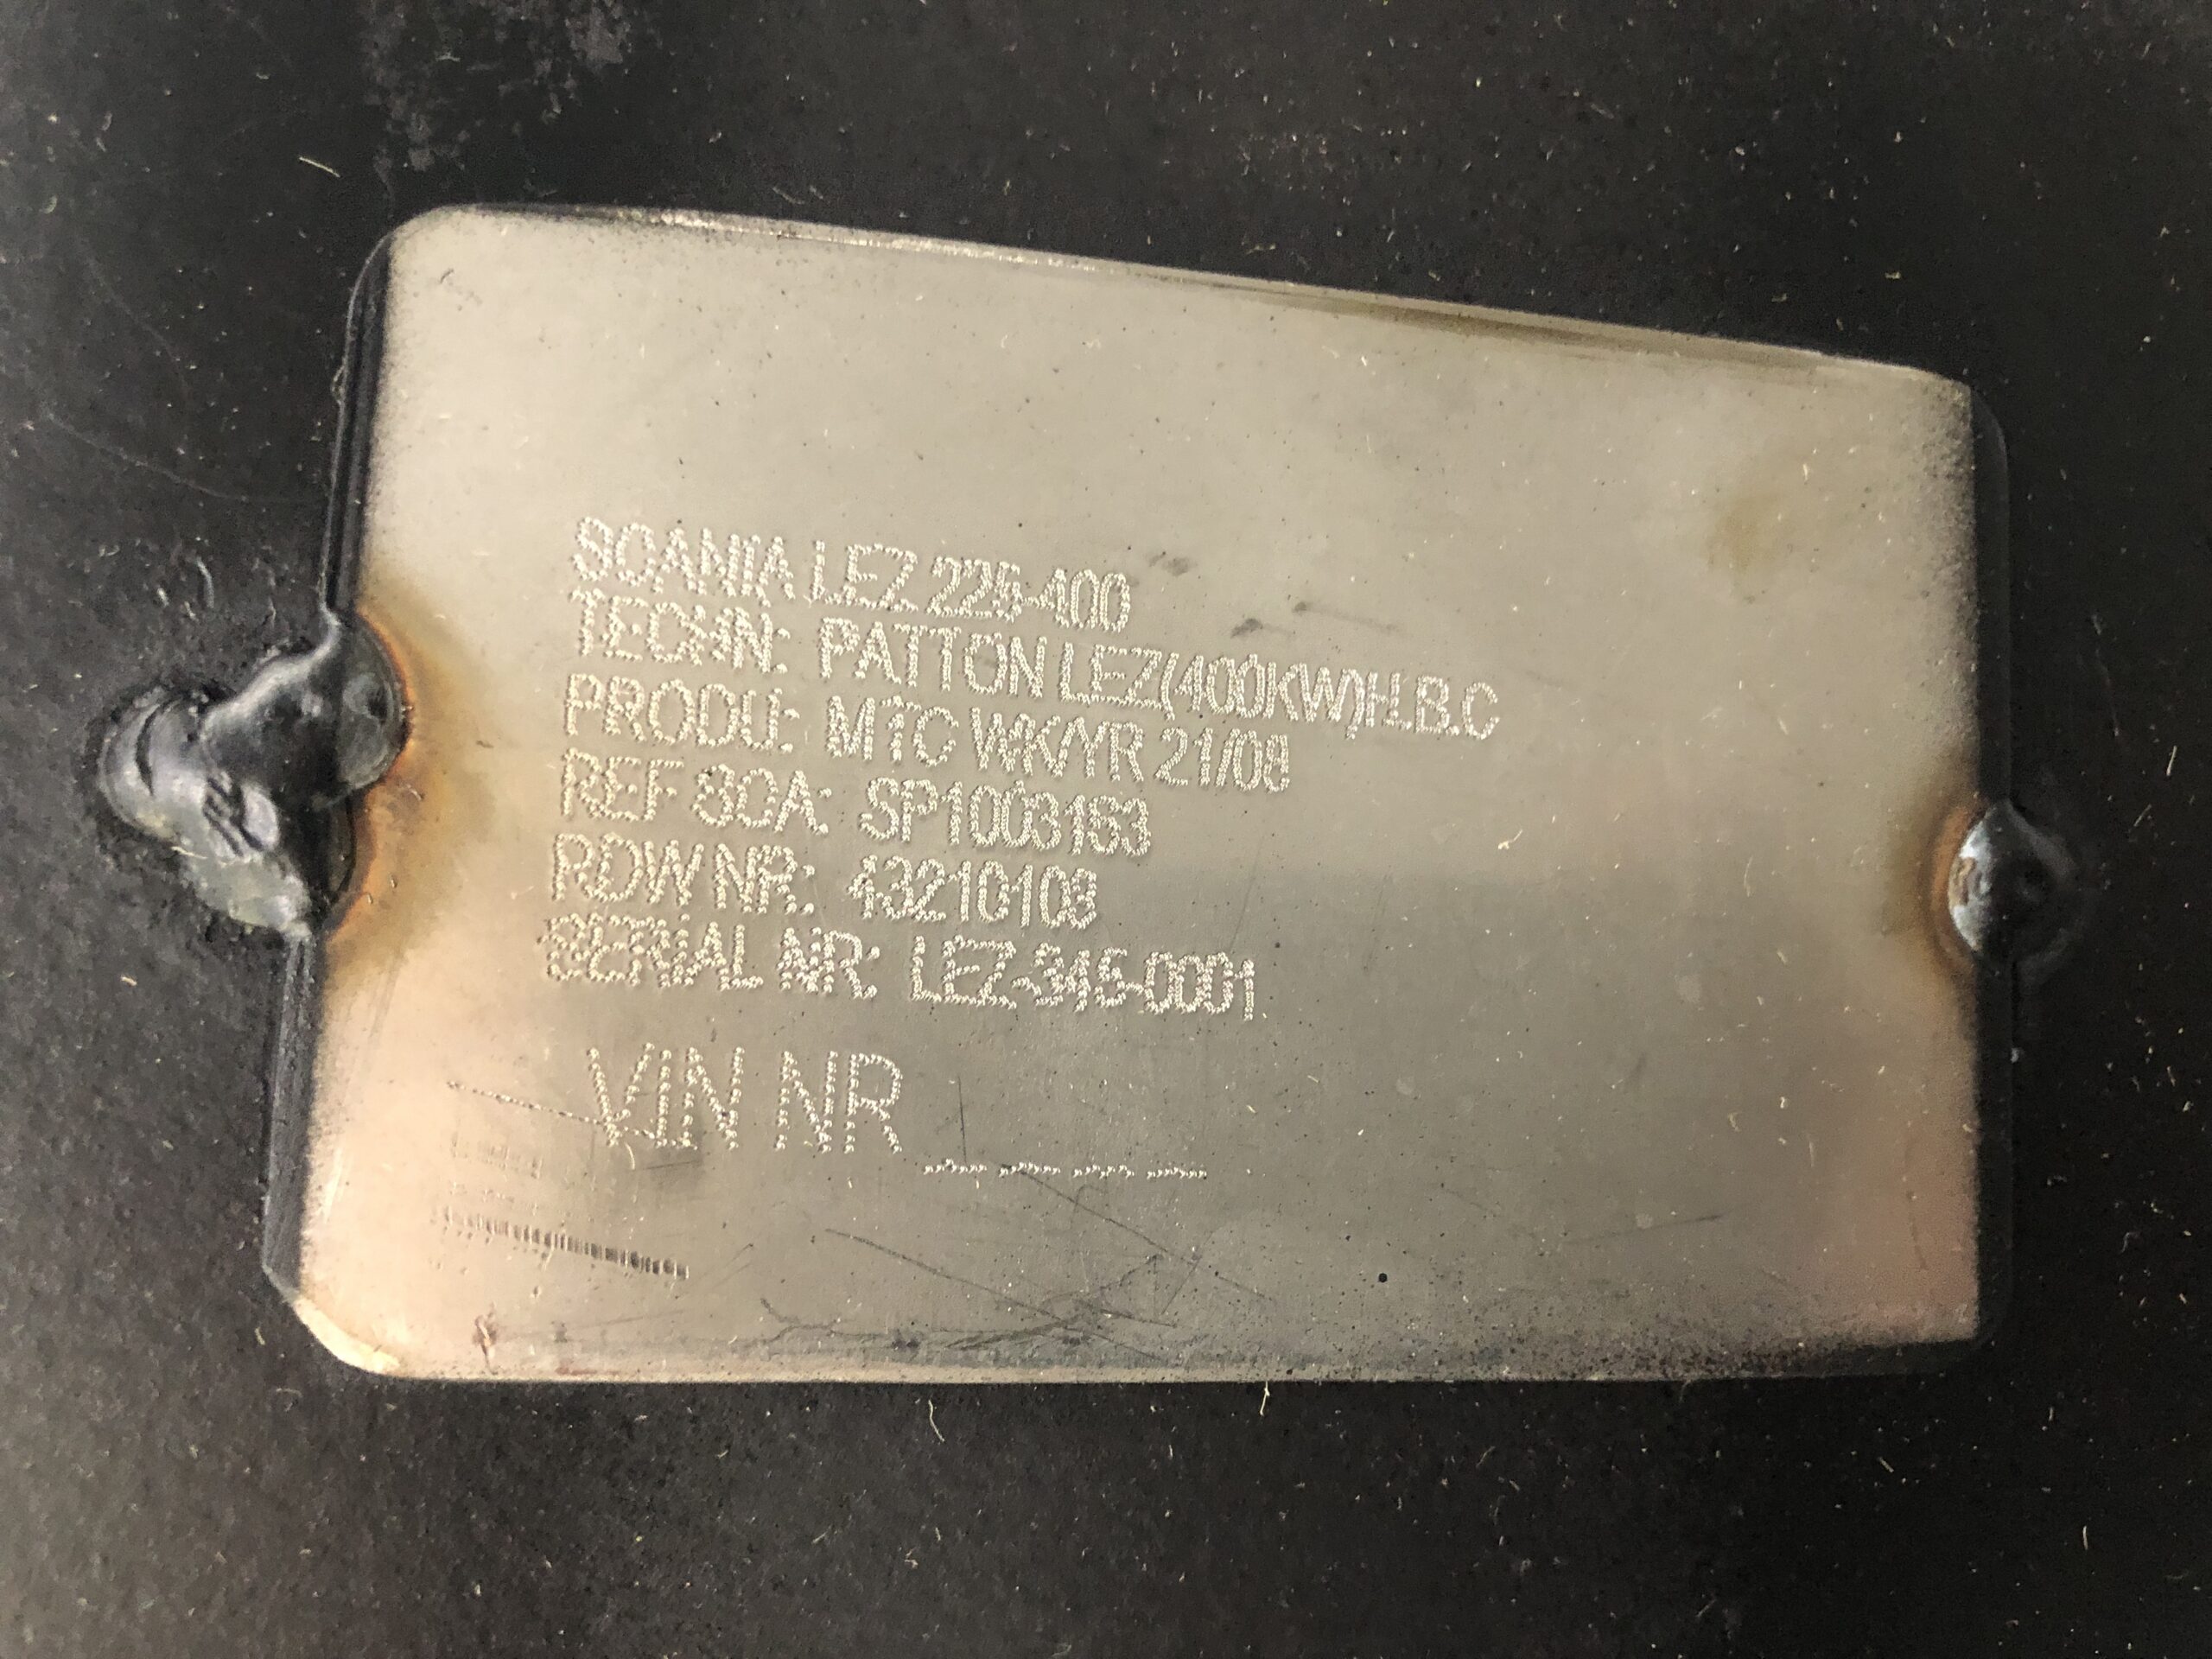 SCANIA LEZ 225-400
TECHN: PATTON LEZ(400KW)H.B.C
PRODU: MTC WK/YR 21/08
REF SCA: SP1003163
RDW NR: 43210103
SERIAL NR: LEZ-345-0001
VIN NR _ _ _ _